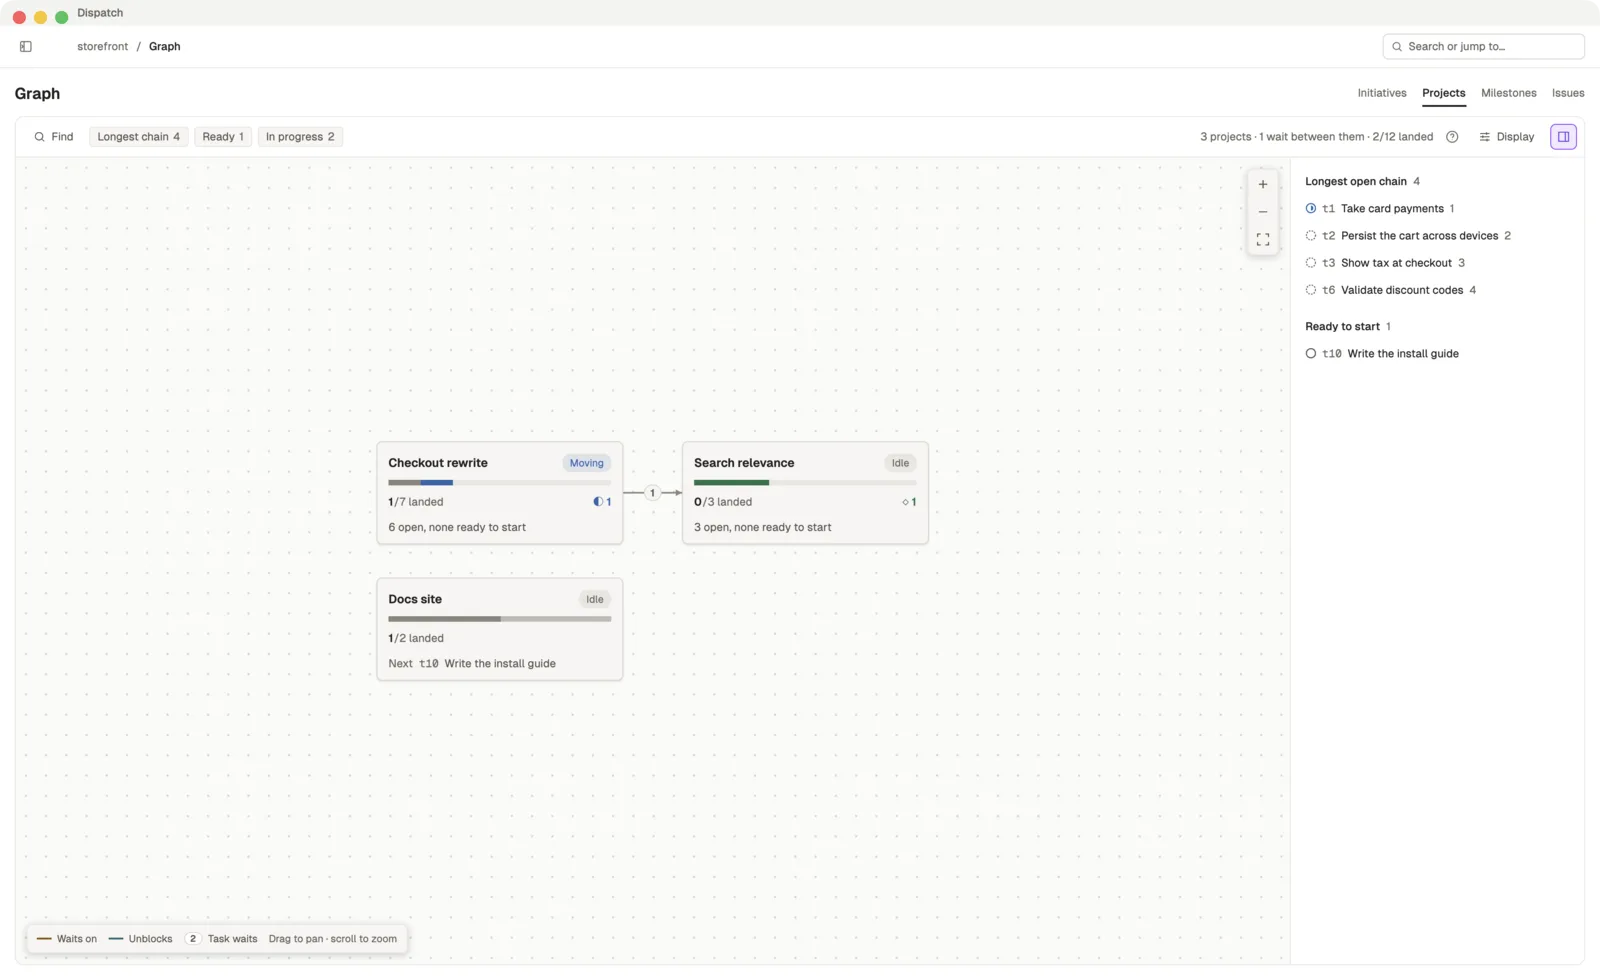 Dispatch
storefront / Graph
Search or jump to...
Graph
Initiatives
Projects
Milestones
Issues
Find
Longest chain 4
Ready 1
In progress 2
3 projects · 1 wait between them · 2/12 landed
Display
Longest open chain 4
t1 Take card payments 1
t2 Persist the cart across devices 2
t3 Show tax at checkout 3
t6 Validate discount codes 4
Ready to start 1
t10 Write the install guide
Checkout rewrite
Moving
1/7 landed
1
6 open, none ready to start
1
Search relevance
Idle
0/3 landed
1
3 open, none ready to start
Docs site
Idle
1/2 landed
Next t10 Write the install guide
Waits on
Unblocks
2 Task waits
Drag to pan · scroll to zoom